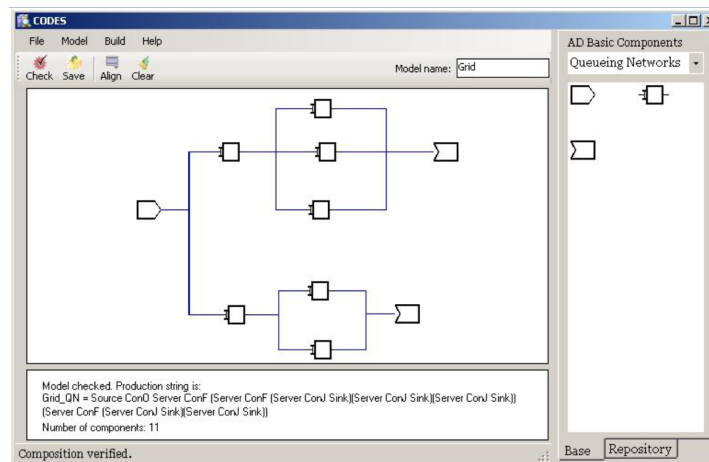 CODES
File Model Build Help
Check Save Align Clear
Model name: Grid
Model checked. Production string is:
Grid_QN = Source ConO Server ConF (Server ConF (Server ConJ Sink)(Server ConJ Sink)(Server ConJ Sink))
(Server ConF (Server ConJ Sink)(Server ConJ Sink))
Number of components: 11
Composition verified.
AD Basic Components
Queueing Networks
Base Repository